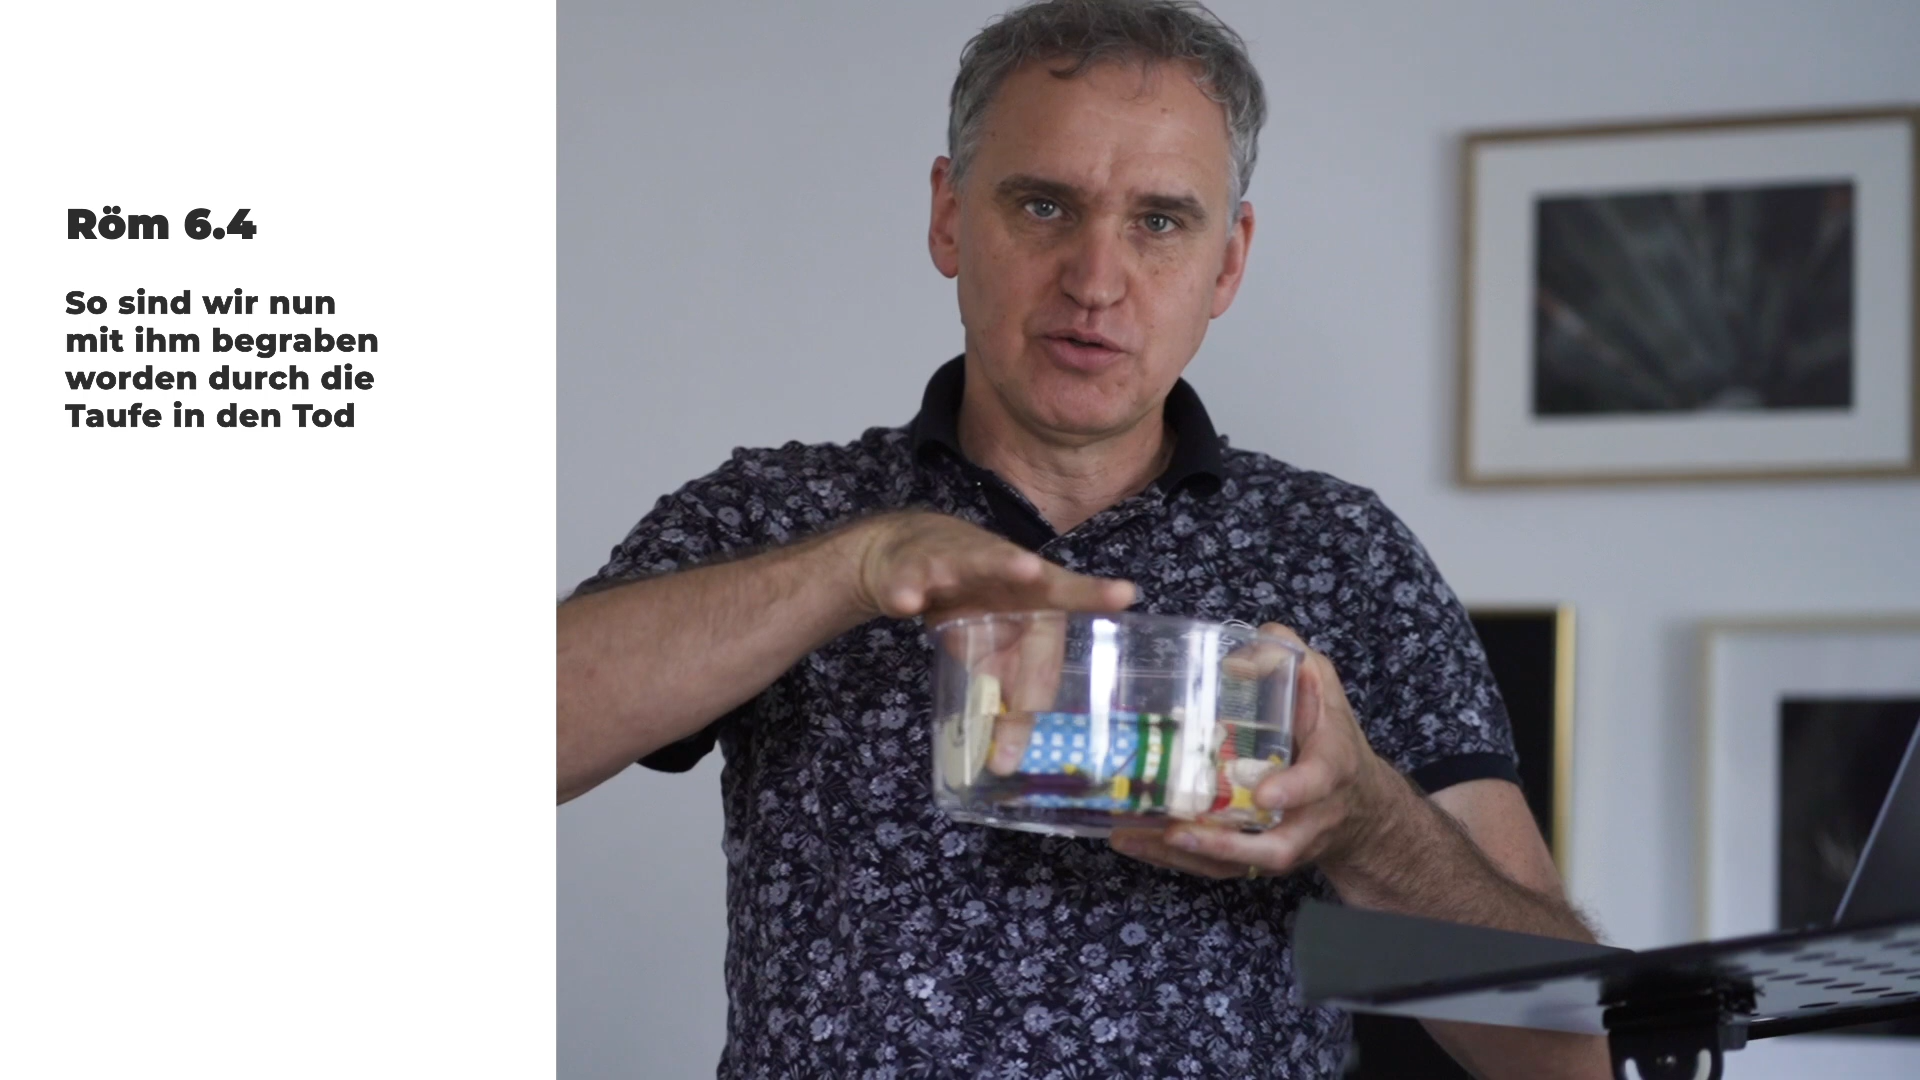 Röm 6.4
So sind wir nun
mit ihm begraben
worden durch die
Taufe in den Tod